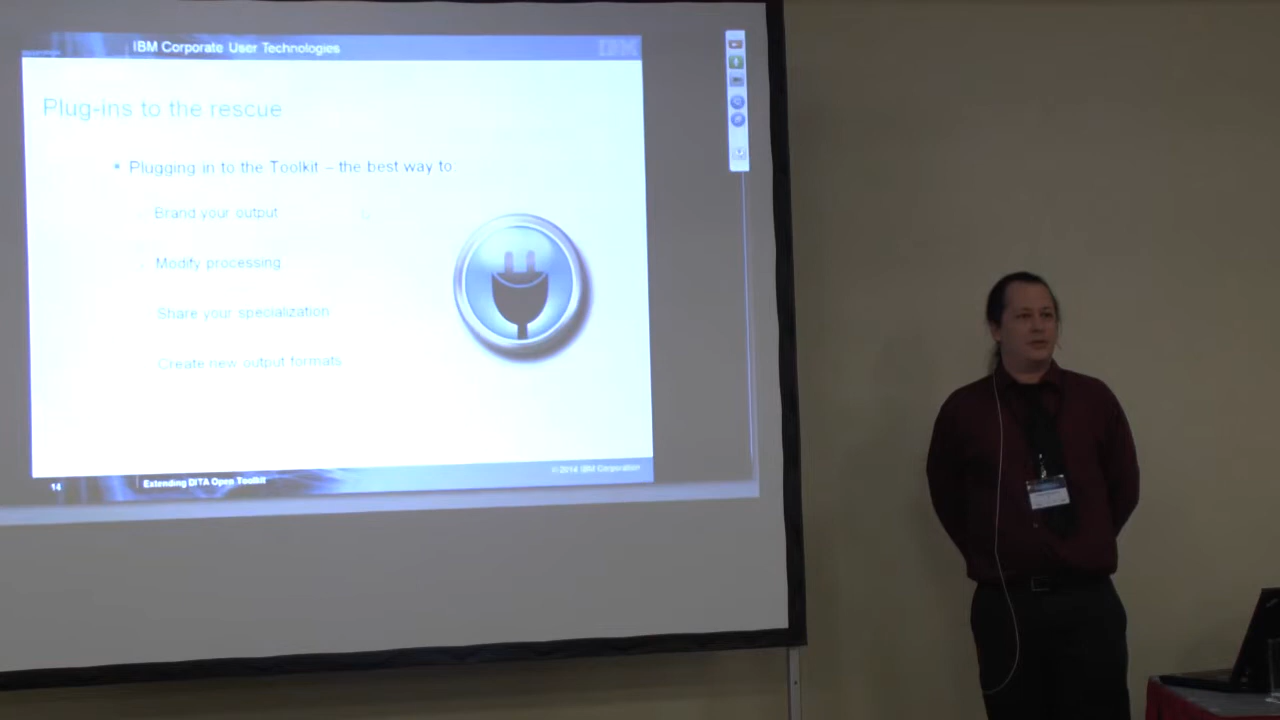 IBM Corporate User Technologies
IBM
Plug-ins to the rescue
Plugging in to the Toolkit – the best way to
Brand your output
Modify processing
Share your specialization
Create new output formats
© 2014 IBM Corporation
14
Extending DITA Open Toolkit